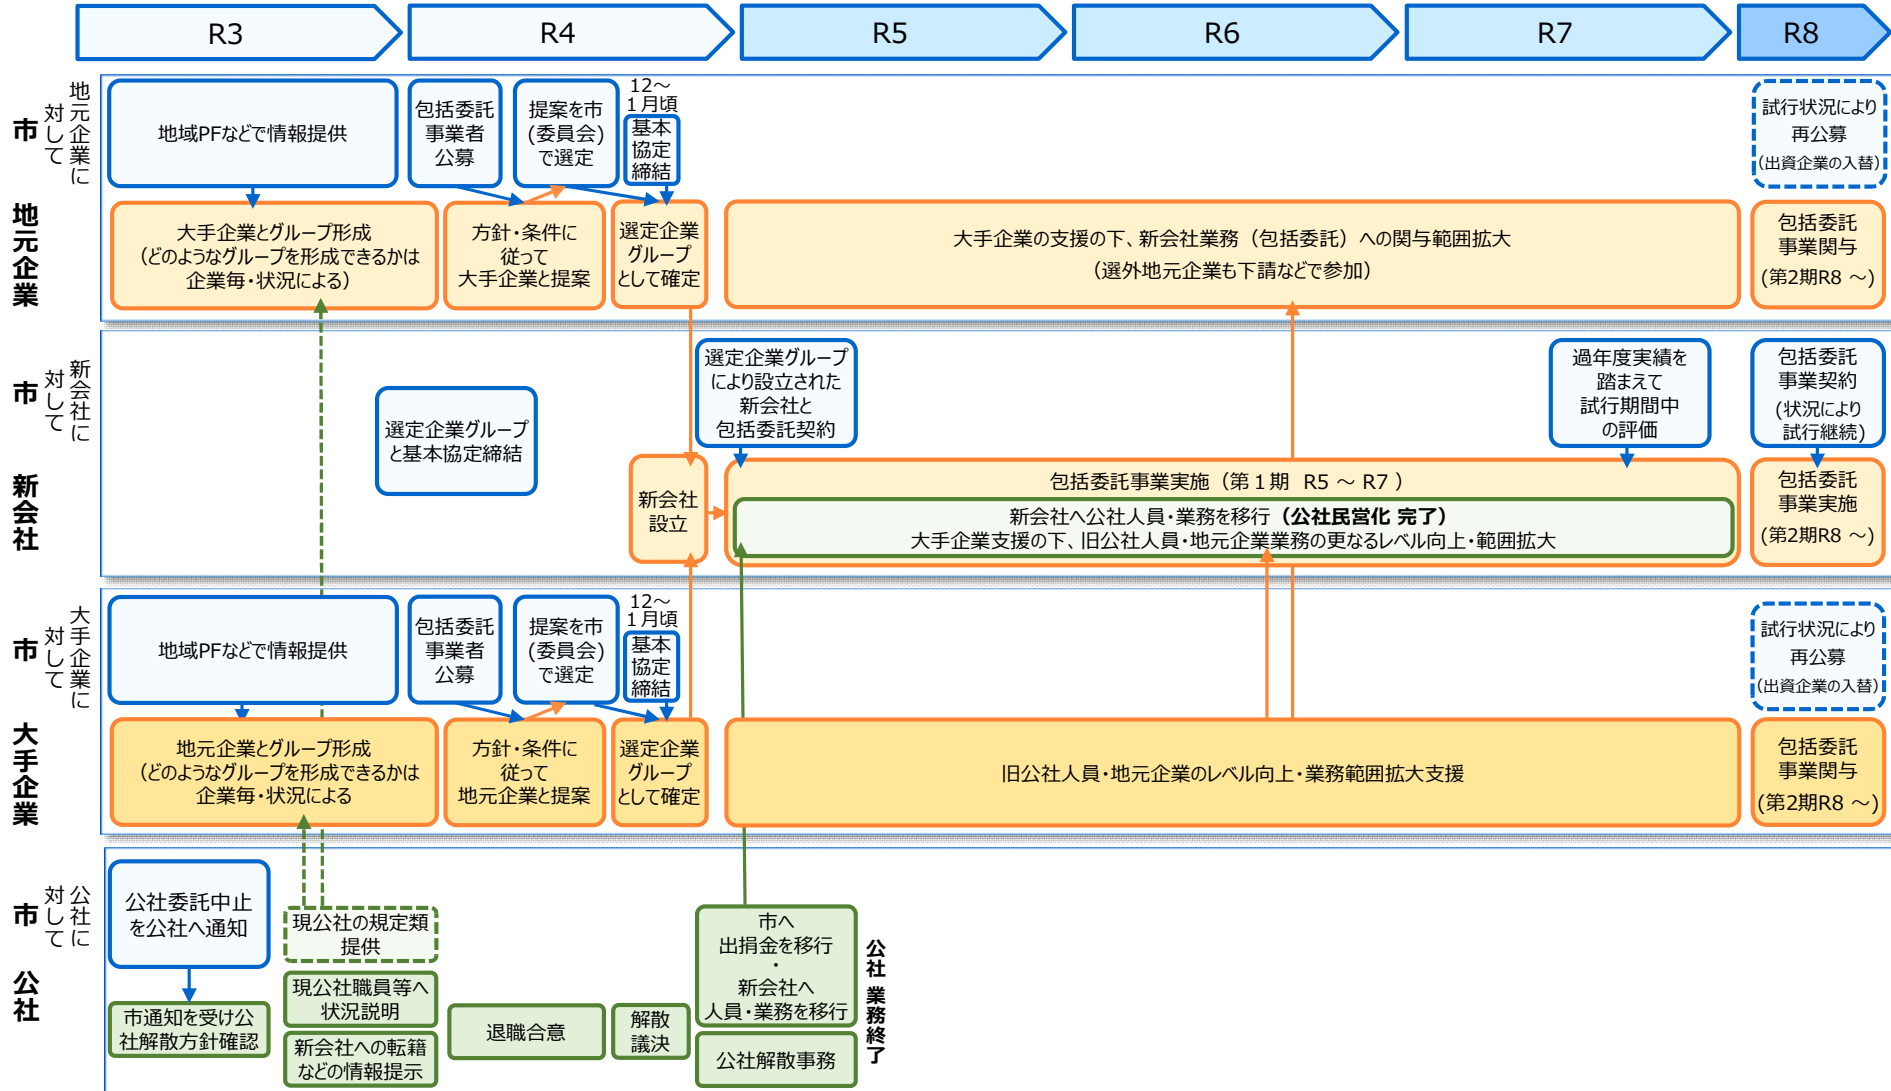 R3
R4
R5
R6
R7
R8
市
地元企業に
対して
地域PFなどで情報提供
包括委託
事業者
公募
提案を市
(委員会)
で選定
12～
1月頃
基本
協定
締結
試行状況により
再公募
(出資企業の入替)
地元企業
大手企業とグループ形成
(どのようなグループを形成できるかは
企業毎・状況による)
方針・条件に
従って
大手企業と提案
選定企業
グループ
として確定
大手企業の支援の下、新会社業務（包括委託）への関与範囲拡大
（選外地元企業も下請などで参加）
包括委託
事業関与
(第2期R8 ～)
市
新会社に
対して
選定企業グループ
と基本協定締結
選定企業グループ
により設立された
新会社と
包括委託契約
過年度実績を
踏まえて
試行期間中
の評価
包括委託
事業契約
(状況により
試行継続)
新会社
新会社
設立
包括委託事業実施（第１期 R5 ～ R7 ）
新会社へ公社人員・業務を移行（公社民営化 完了）
大手企業支援の下、旧公社人員・地元企業業務の更なるレベル向上・範囲拡大
包括委託
事業実施
(第2期R8 ～)
市
大手企業に
対して
地域PFなどで情報提供
包括委託
事業者
公募
提案を市
(委員会)
で選定
12～
1月頃
基本
協定
締結
試行状況により
再公募
(出資企業の入替)
大手企業
地元企業とグループ形成
(どのようなグループを形成できるかは
企業毎・状況による
方針・条件に
従って
地元企業と提案
選定企業
グループ
として確定
旧公社人員・地元企業のレベル向上・業務範囲拡大支援
包括委託
事業関与
(第2期R8 ～)
市
公社に
対して
公社委託中止
を公社へ通知
公社
市通知を受け公
社解散方針確認
現公社の規定類
提供
現公社職員等へ
状況説明
新会社への転籍
などの情報提示
退職合意
解散
議決
市へ
出捐金を移行
・
新会社へ
人員・業務を移行
公社解散事務
公社 業務終了